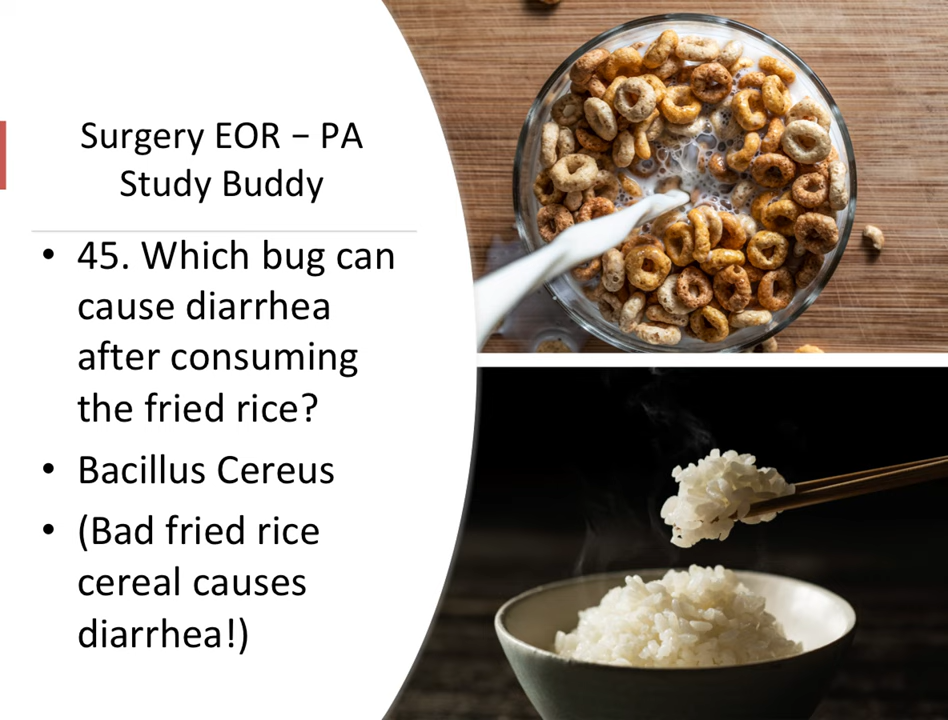 Surgery EOR – PA
Study Buddy
• 45. Which bug can
cause diarrhea
after consuming
the fried rice?
• Bacillus Cereus
• (Bad fried rice
cereal causes
diarrhea!)